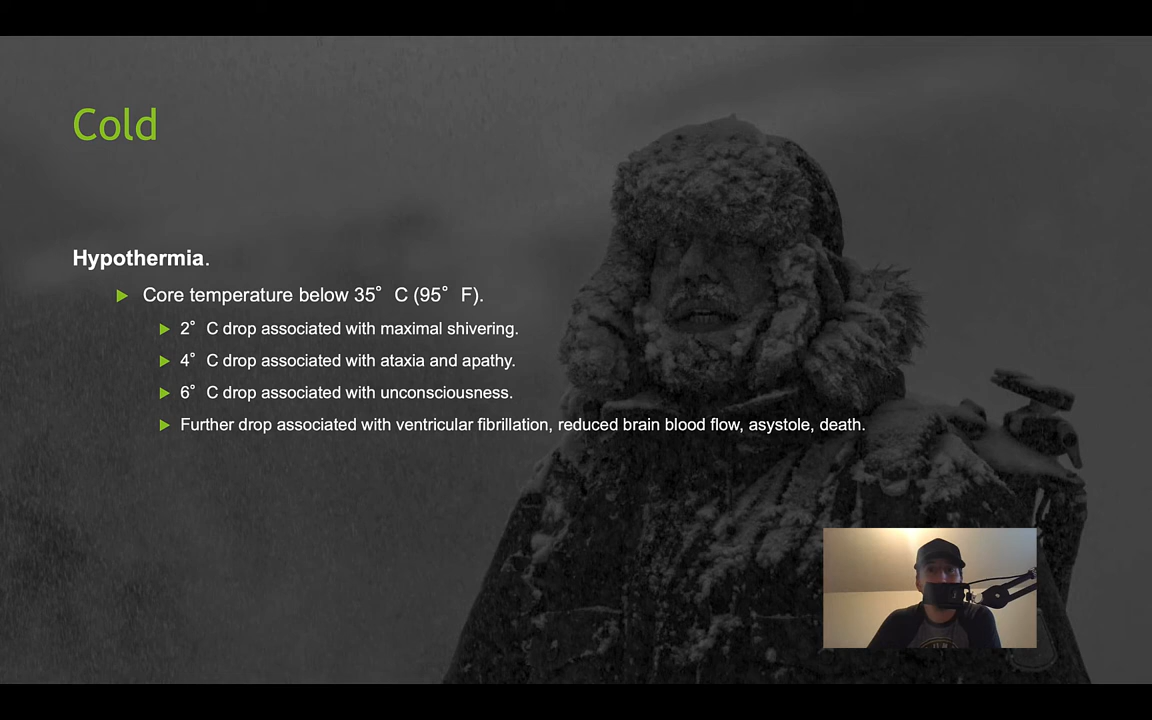 Cold
Hypothermia.
Core temperature below 35° C (95° F).
2° C drop associated with maximal shivering.
4° C drop associated with ataxia and apathy.
6° C drop associated with unconsciousness.
Further drop associated with ventricular fibrillation, reduced brain blood flow, asystole, death.